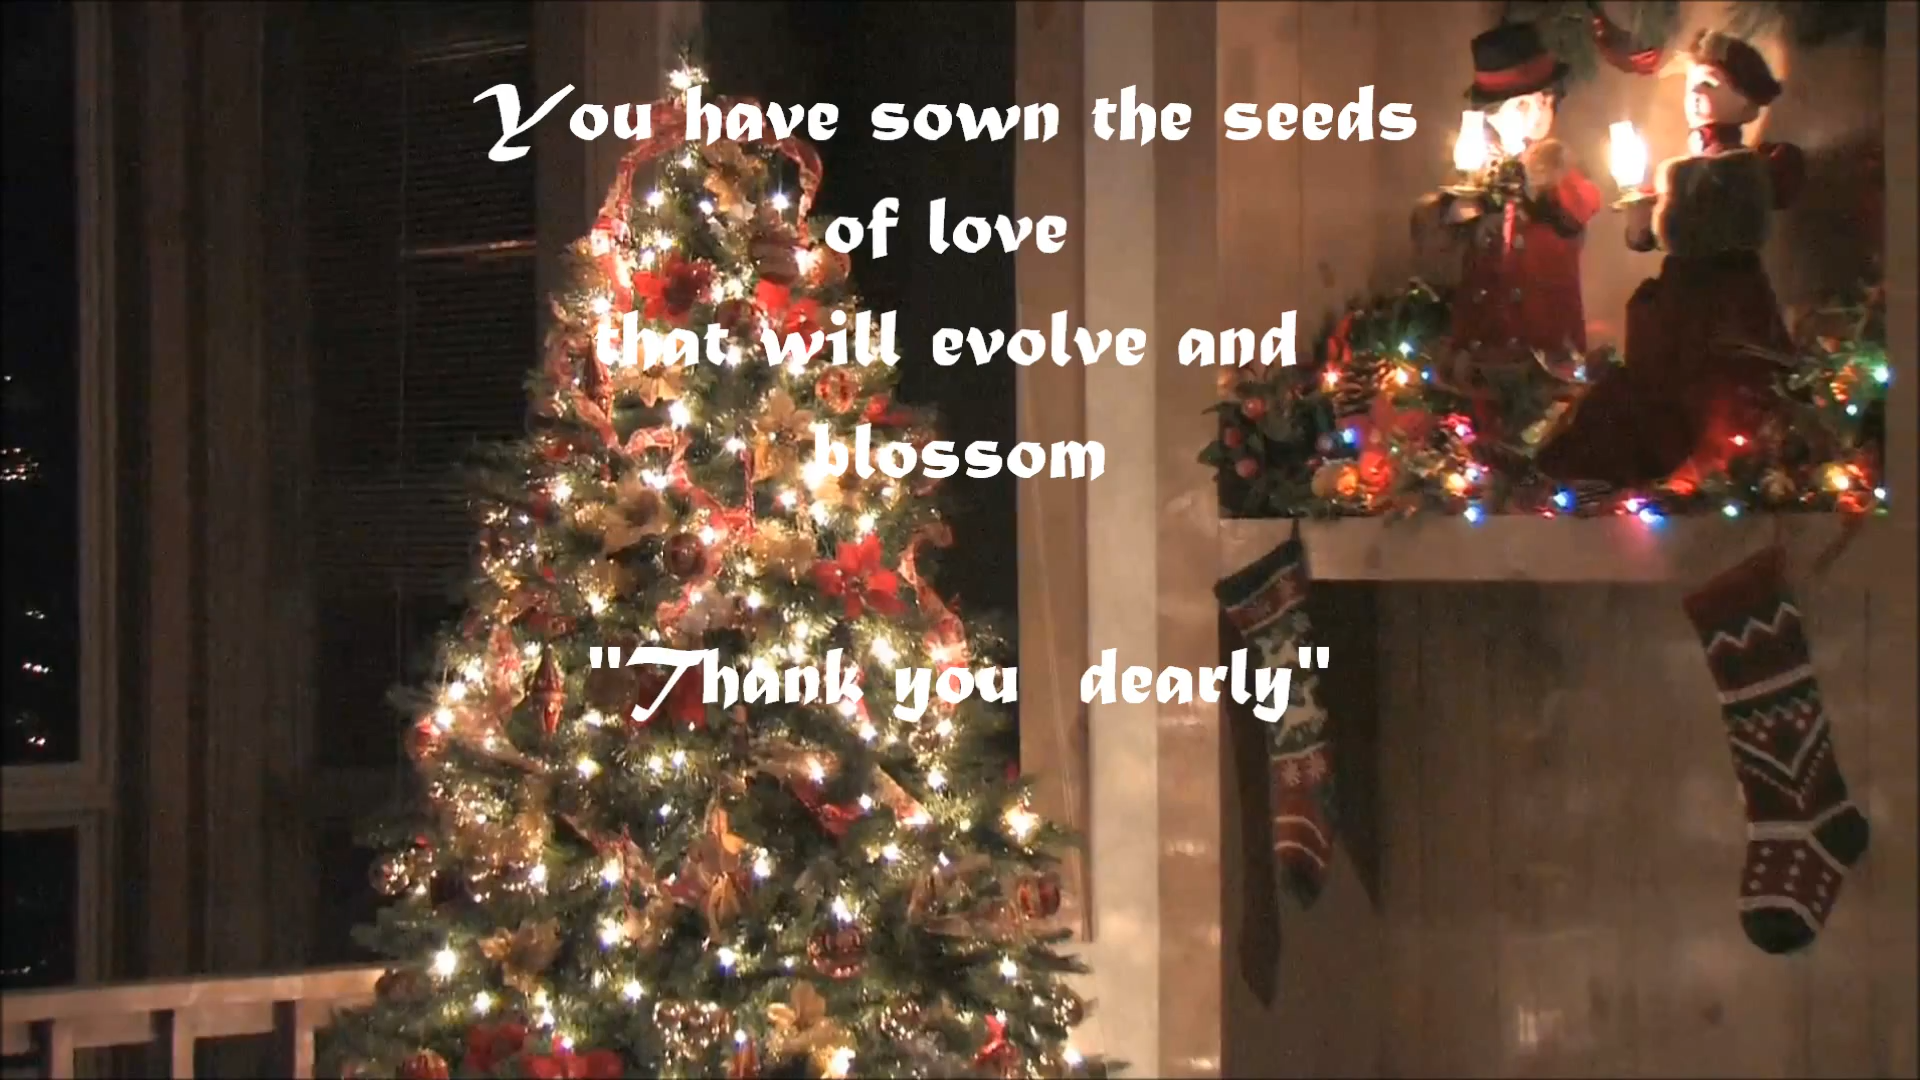 You have sown the seeds
of love
that will evolve and
blossom
"Thank you dearly"